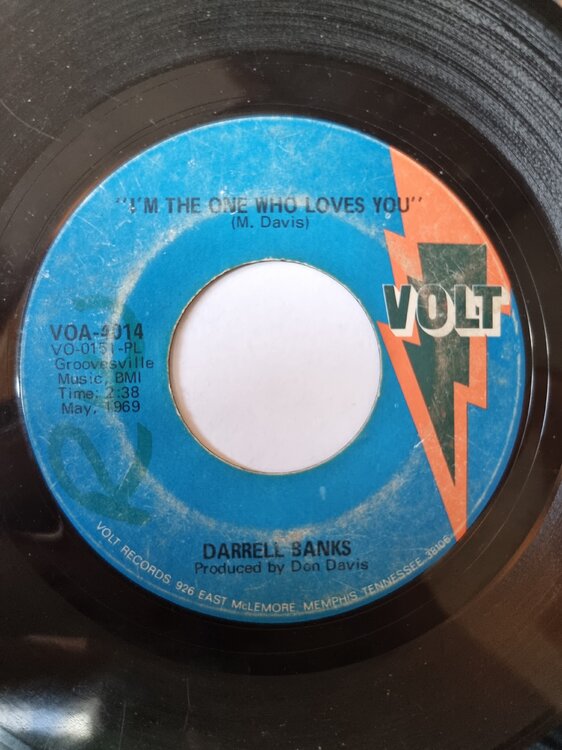 "I'M THE ONE WHO LOVES YOU"
(M. Davis)
VOLT
VOA-4014
VO-0151-PL
Groovesville
Music, BMI
Time: 2:38
May, 1969
DARRELL BANKS
Produced by Don Davis
VOLT RECORDS 926 EAST McLEMORE, MEMPHIS, TENNESSEE 38106